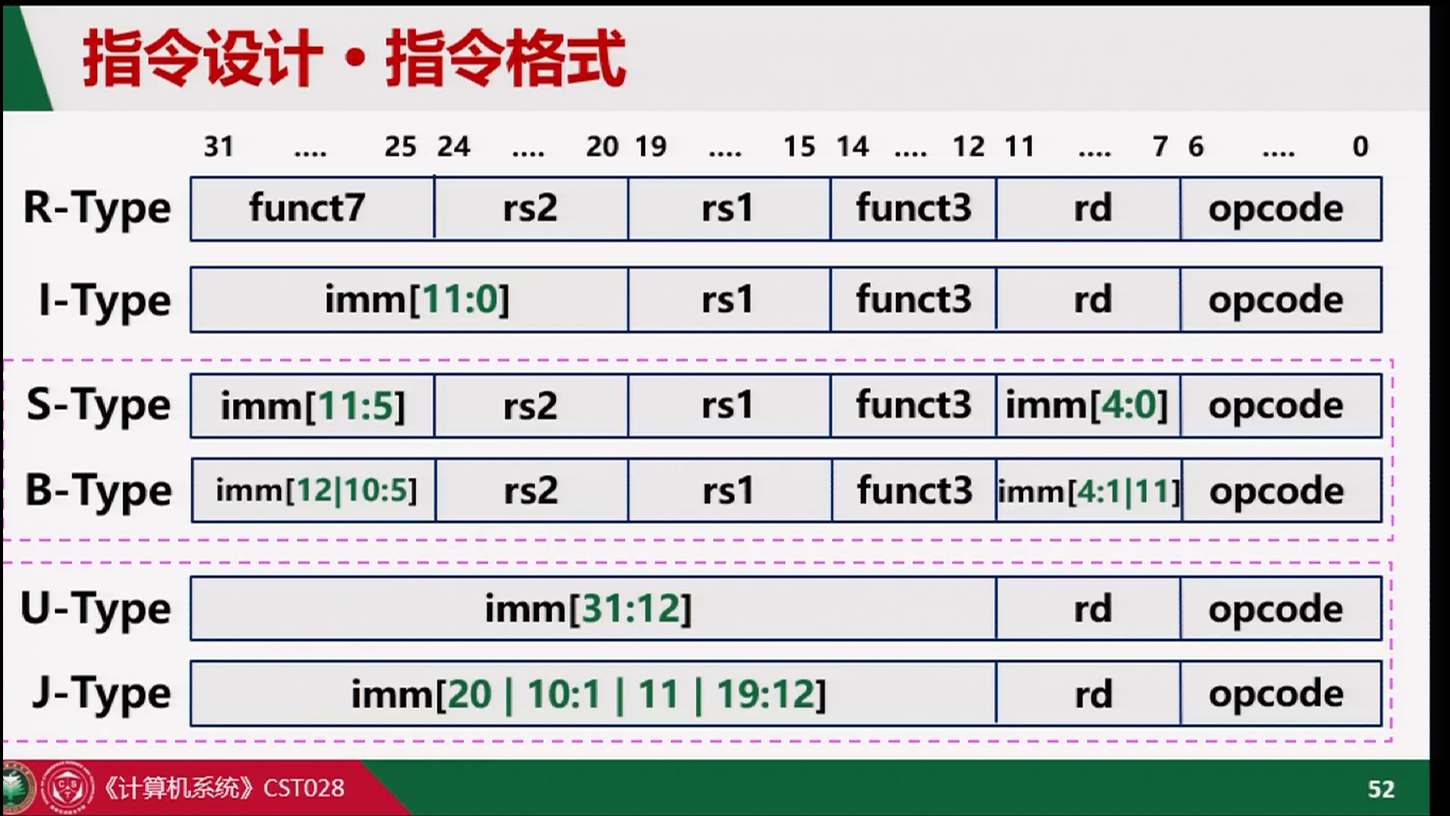 指令设计・指令格式
31 .... 25 24 .... 20 19 .... 15 14 .... 12 11 .... 7 6 .... 0
R-Type funct7 rs2 rs1 funct3 rd opcode
I-Type imm[11:0] rs1 funct3 rd opcode
S-Type imm[11:5] rs2 rs1 funct3 imm[4:0] opcode
B-Type imm[12|10:5] rs2 rs1 funct3 imm[4:1|11] opcode
U-Type imm[31:12] rd opcode
J-Type imm[20 | 10:1 | 11 | 19:12] rd opcode
《计算机系统》CST028
52